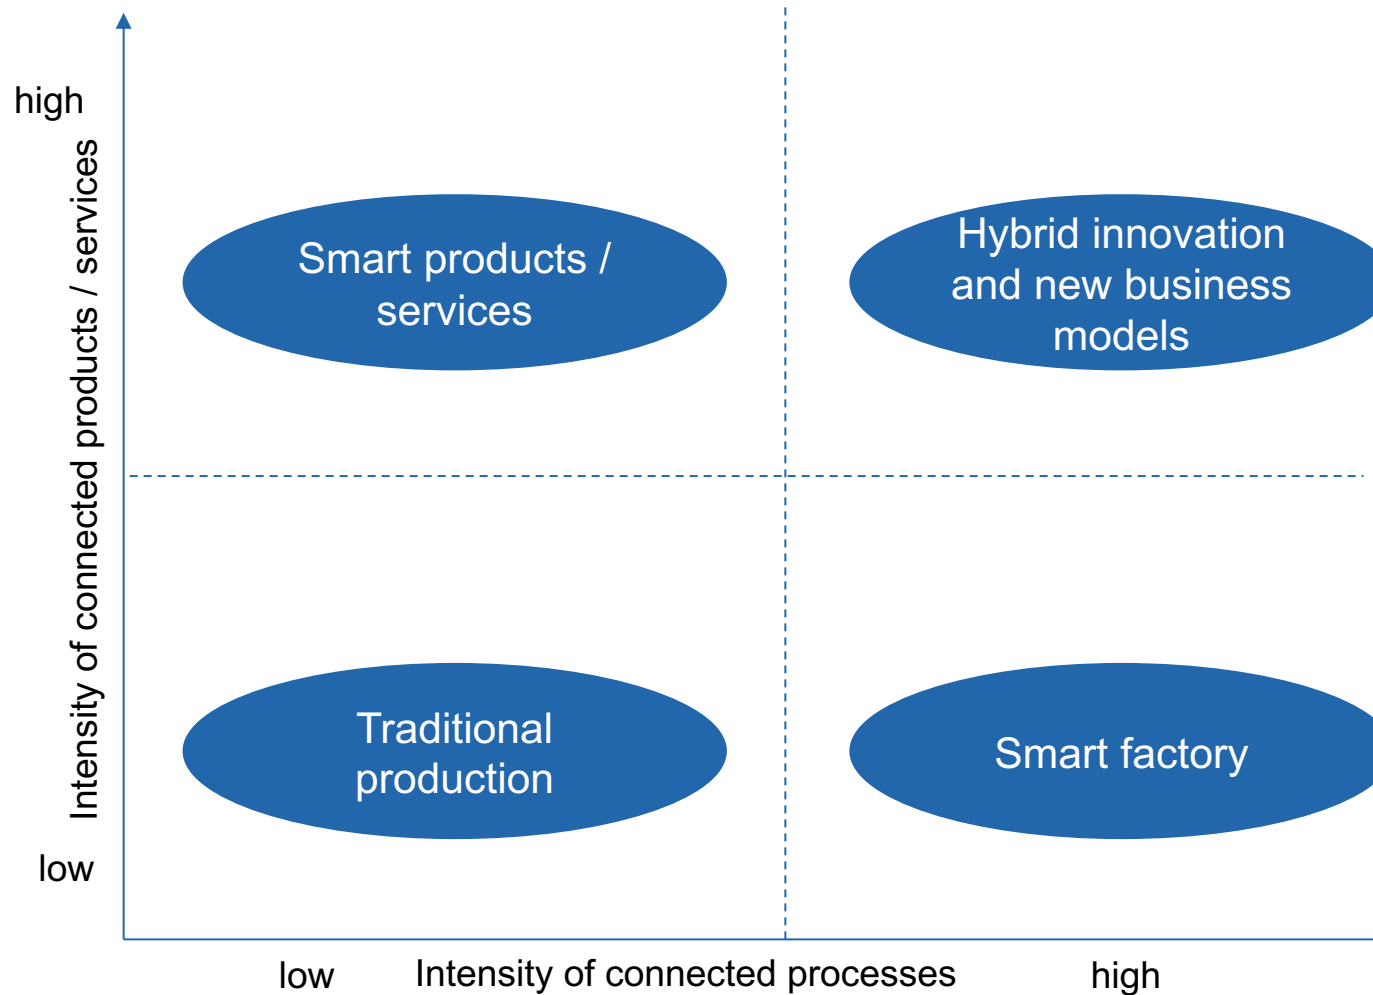 high
Intensity of connected products / services
Smart products /
services
Hybrid innovation
and new business
models
Traditional
production
Smart factory
low
low
Intensity of connected processes
high